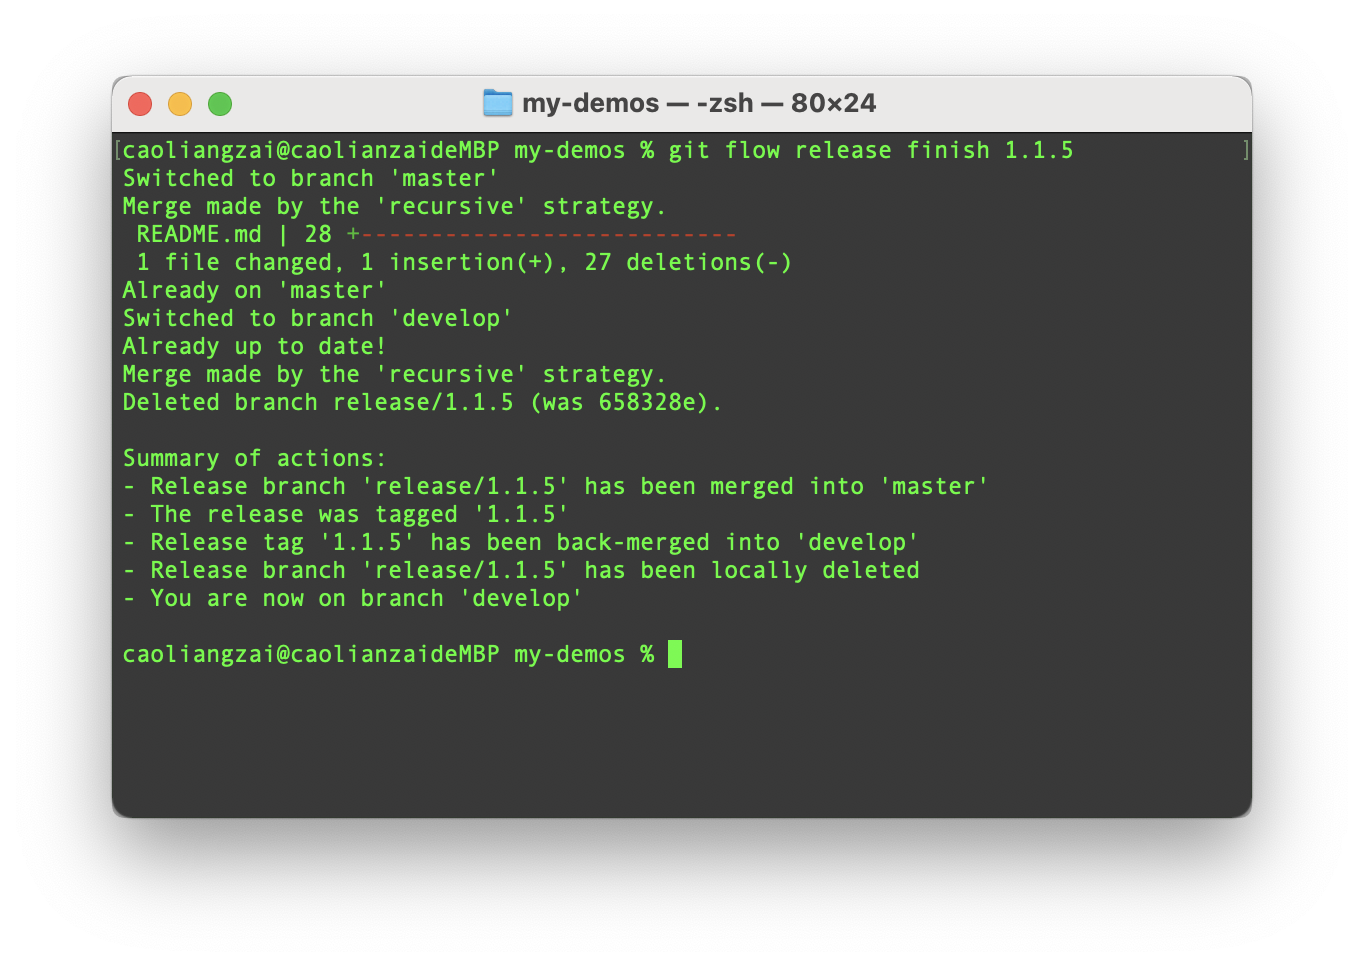 my-demos — -zsh — 80×24
[caoliangzai@caolianzaideMBP my-demos % git flow release finish 1.1.5 ]
Switched to branch 'master'
Merge made by the 'recursive' strategy.
 README.md | 28 +---------------------------
 1 file changed, 1 insertion(+), 27 deletions(-)
Already on 'master'
Switched to branch 'develop'
Already up to date!
Merge made by the 'recursive' strategy.
Deleted branch release/1.1.5 (was 658328e).
Summary of actions:
- Release branch 'release/1.1.5' has been merged into 'master'
- The release was tagged '1.1.5'
- Release tag '1.1.5' has been back-merged into 'develop'
- Release branch 'release/1.1.5' has been locally deleted
- You are now on branch 'develop'
caoliangzai@caolianzaideMBP my-demos %